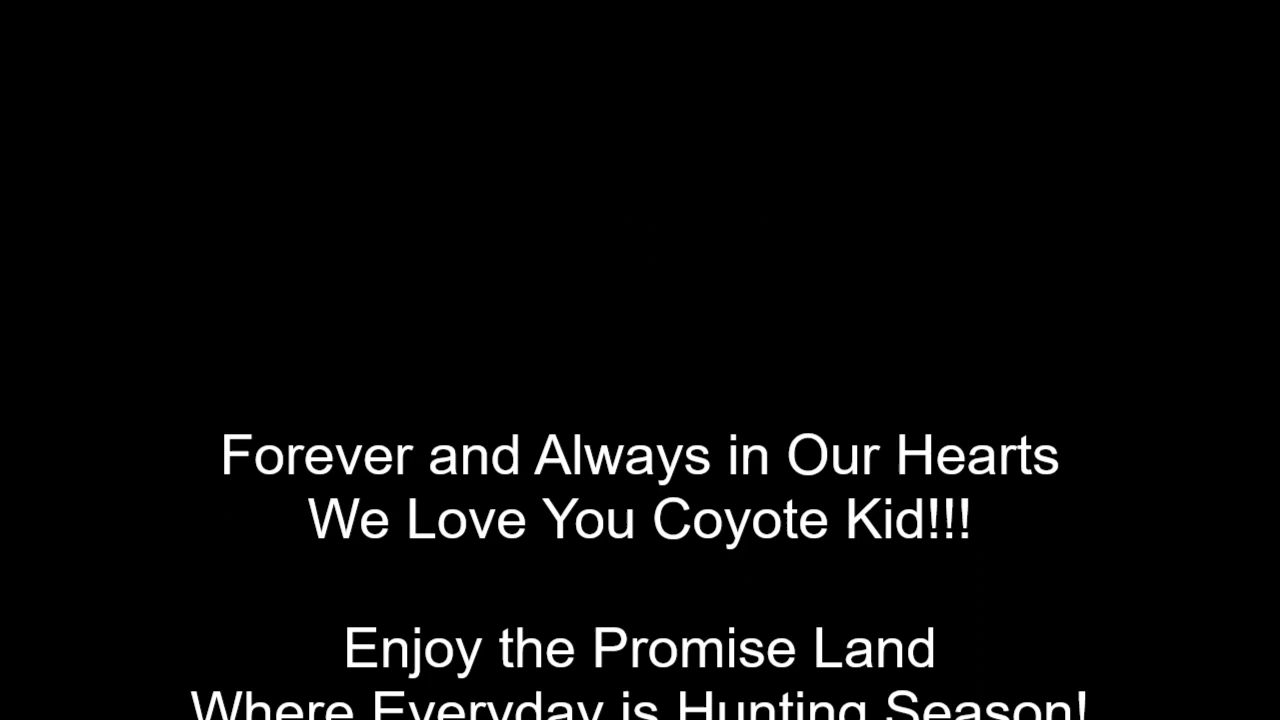 Forever and Always in Our Hearts
We Love You Coyote Kid!!!
Enjoy the Promise Land
Where Everyday is Hunting Season!